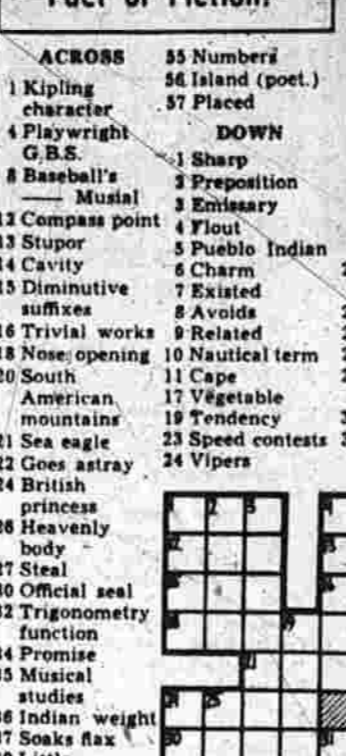 Fact or Fiction?
ACROSS
1 Kipling
character
4 Playwright
G.B.S.
8 Baseball's
—— Musial
12 Compass point
13 Stupor
14 Cavity
15 Diminutive
suffixes
16 Trivial works
18 Nose opening
20 South
American
mountains
21 Sea eagle
22 Goes astray
24 British
princess
26 Heavenly
body
27 Steal
30 Official seal
32 Trigonometry
function
34 Promise
35 Musical
studies
36 Indian weight
37 Soaks flax
55 Numbers
56 Island (poet.)
57 Placed
DOWN
1 Sharp
2 Preposition
3 Emissary
4 Flout
5 Pueblo Indian
6 Charm
7 Existed
8 Avoids
9 Related
10 Nautical term
11 Cape
17 Vegetable
19 Tendency
23 Speed contests
24 Vipers